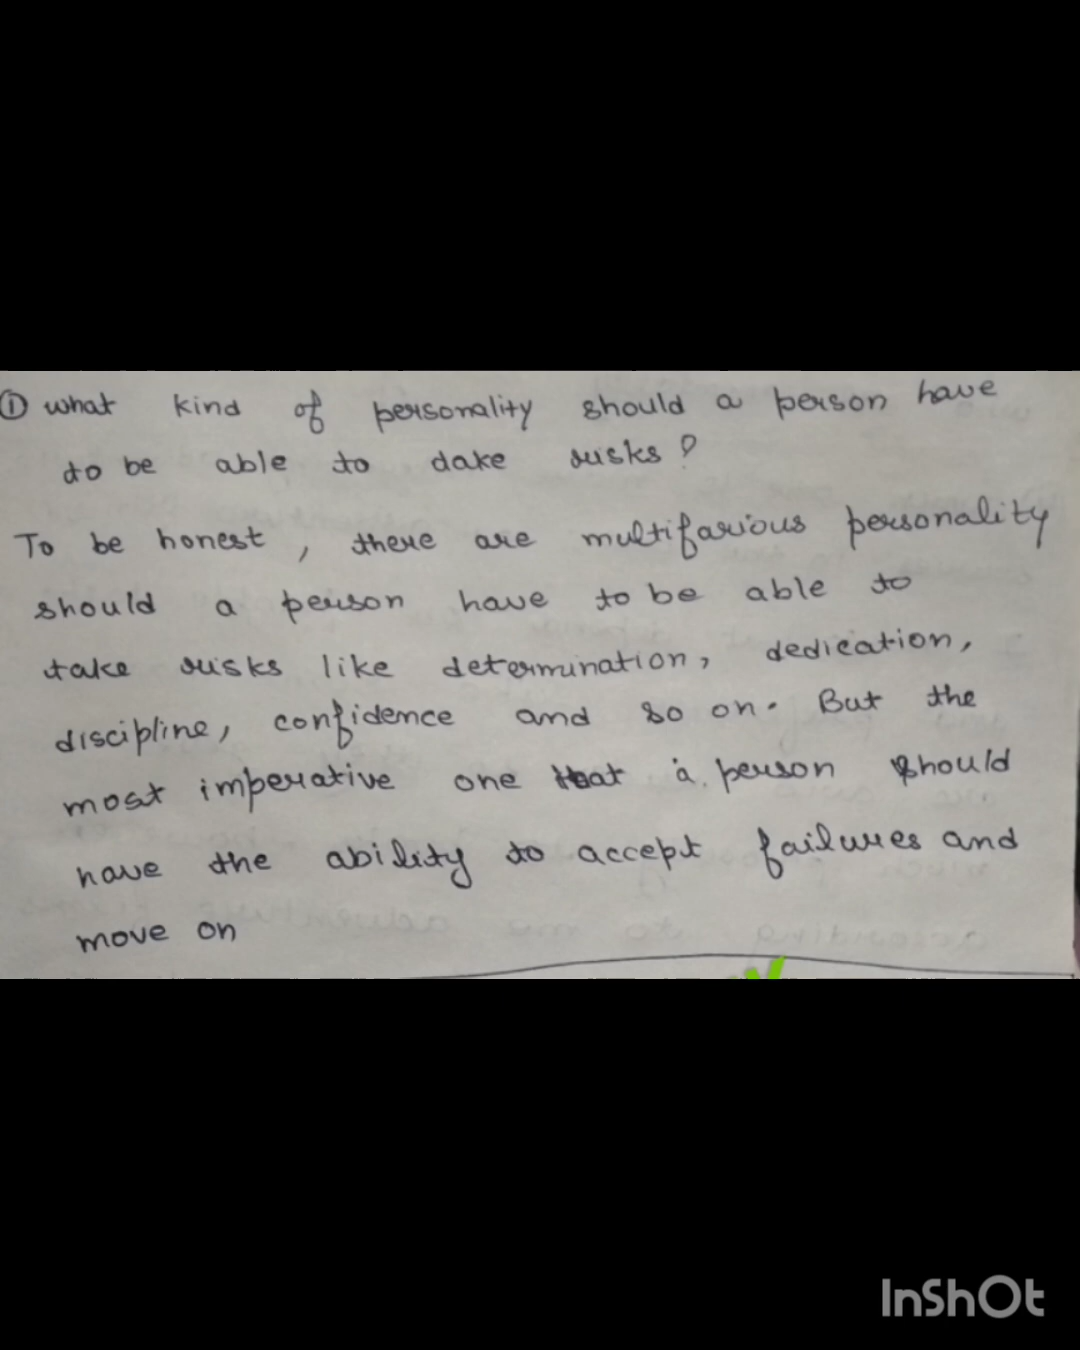 ① what kind of personality should a person have
to be able to dake risks?
To be honest, there are multifarious personality
should a person have to be able to
take risks like determination, dedication,
discipline, confidence and so on. But the
most imperative one that a person should
have the ability to accept failures and
move on
InShOt